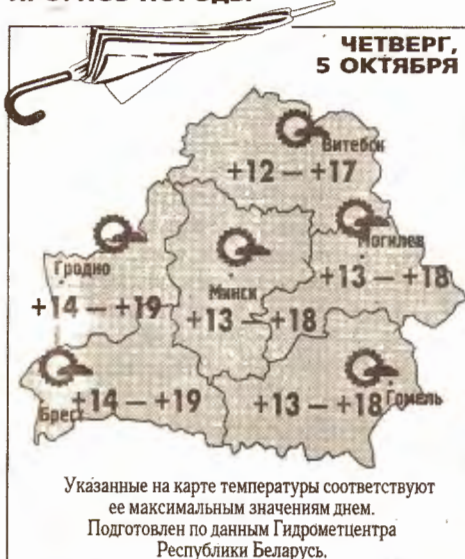 ЧЕТВЕРГ,
5 ОКТЯБРЯ
Витебск
+12 — +17
Могилев
+13 — +18
Гродно
+14 — +19
Минск
+13 — +18
Брест
+14 — +19
+13 — +18
Гомель
Указанные на карте температуры соответствуют
ее максимальным значениям днем.
Подготовлен по данным Гидрометцентра
Республики Беларусь.